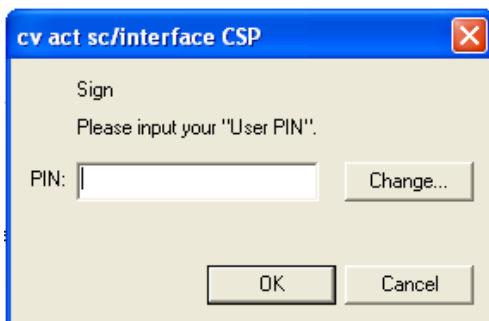 cv act sc/interface CSP
Sign
Please input your "User PIN".
PIN: Change...
OK Cancel